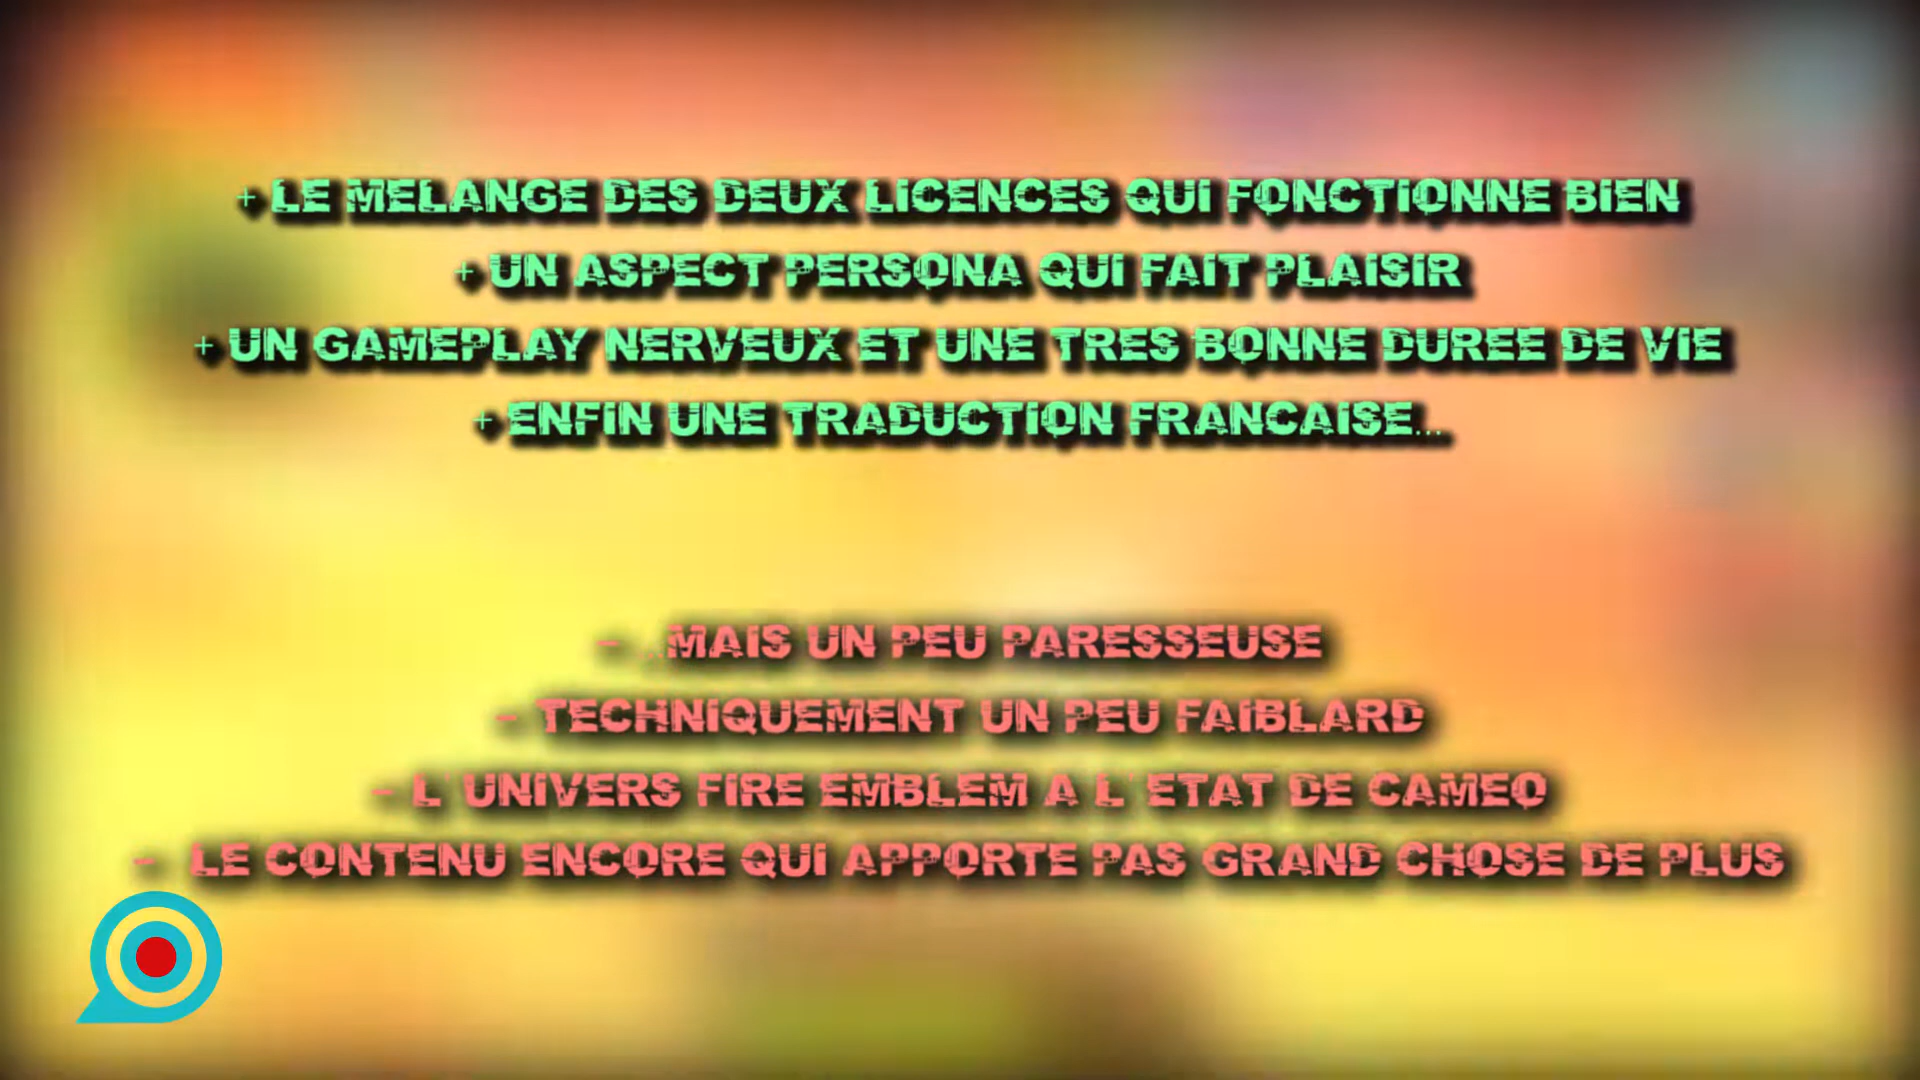 + LE MELANGE DES DEUX LICENCES QUI FONCTIONNE BIEN
+ UN ASPECT PERSONA QUI FAIT PLAISIR
+ UN GAMEPLAY NERVEUX ET UNE TRES BONNE DUREE DE VIE
+ ENFIN UNE TRADUCTION FRANCAISE...
- ...MAIS UN PEU PARESSEUSE
- TECHNIQUEMENT UN PEU FAIBLARD
- L'UNIVERS FIRE EMBLEM A L'ETAT DE CAMEO
- LE CONTENU ENCORE QUI APPORTE PAS GRAND CHOSE DE PLUS